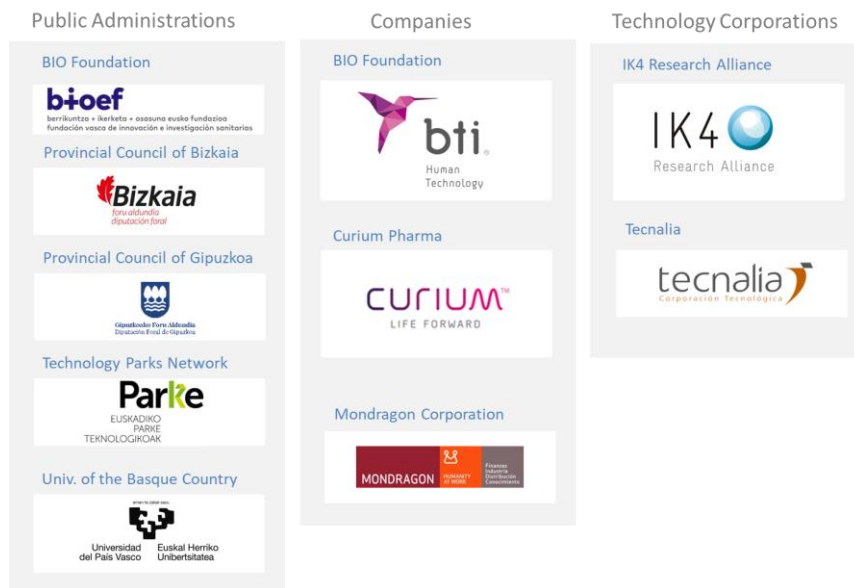 Public Administrations
BIO Foundation
bioef
berrikuntza + ikerketa + osasuna eusko fundazioa
fundación vasca de innovación e investigación sanitarias
Provincial Council of Bizkaia
Bizkaia
foru aldundia
diputación foral
Provincial Council of Gipuzkoa
Gipuzkoako Foru Aldundia
Diputación Foral de Gipuzkoa
Technology Parks Network
Parke
EUSKADIKO
PARKE
TEKNOLOGIKOAK
Univ. of the Basque Country
Universidad
del País Vasco
Euskal Herriko
Unibertsitatea
Companies
BIO Foundation
bti
Human
Technology
Curium Pharma
CURIUM™
LIFE FORWARD
Mondragon Corporation
MONDRAGON
HUMANITY
AT WORK
Finanzas
Industria
Distribución
Conocimiento
Technology Corporations
IK4 Research Alliance
IK4
Research Alliance
Tecnalia
tecnalia
Corporación Tecnológica